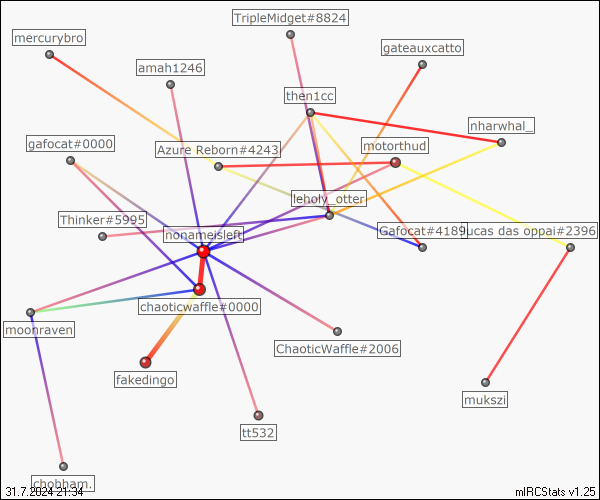 TripleMidget#8824
mercurybro
gateauxcatto
amah1246
then1cc
nharwhal_
gafocat#0000
Azure Reborn#4243
motorthud
leholy_otter
Thinker#5995
nonameisleft
Gafocat#4189
ucas das oppai#2396
chaoticwaffle#0000
moonraven
ChaoticWaffle#2006
fakedingo
mukszi
tt532
chobham.
31.7.2024 21:34
mIRCStats v1.25